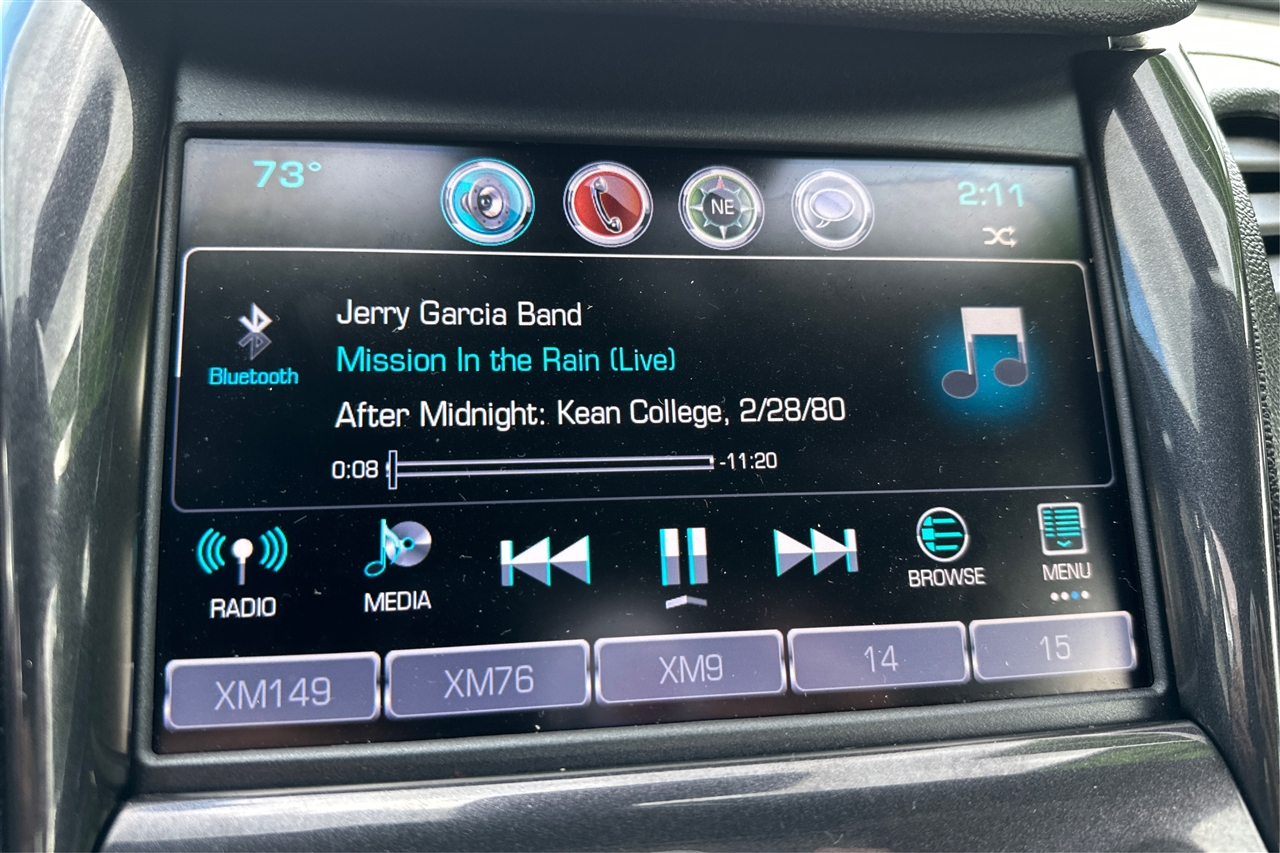 73°
NE
2:11
Jerry Garcia Band
Bluetooth
Mission In the Rain (Live)
After Midnight: Kean College, 2/28/80
0:08 -11:20
RADIO
MEDIA
BROWSE
MENU
XM149
XM76
XM9
14
15